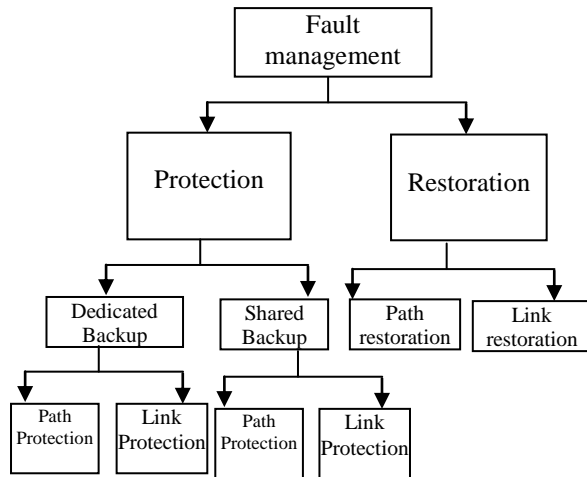 Fault
management
Protection
Restoration
Dedicated
Backup
Shared
Backup
Path
restoration
Link
restoration
Path
Protection
Link
Protection
Path
Protection
Link
Protection